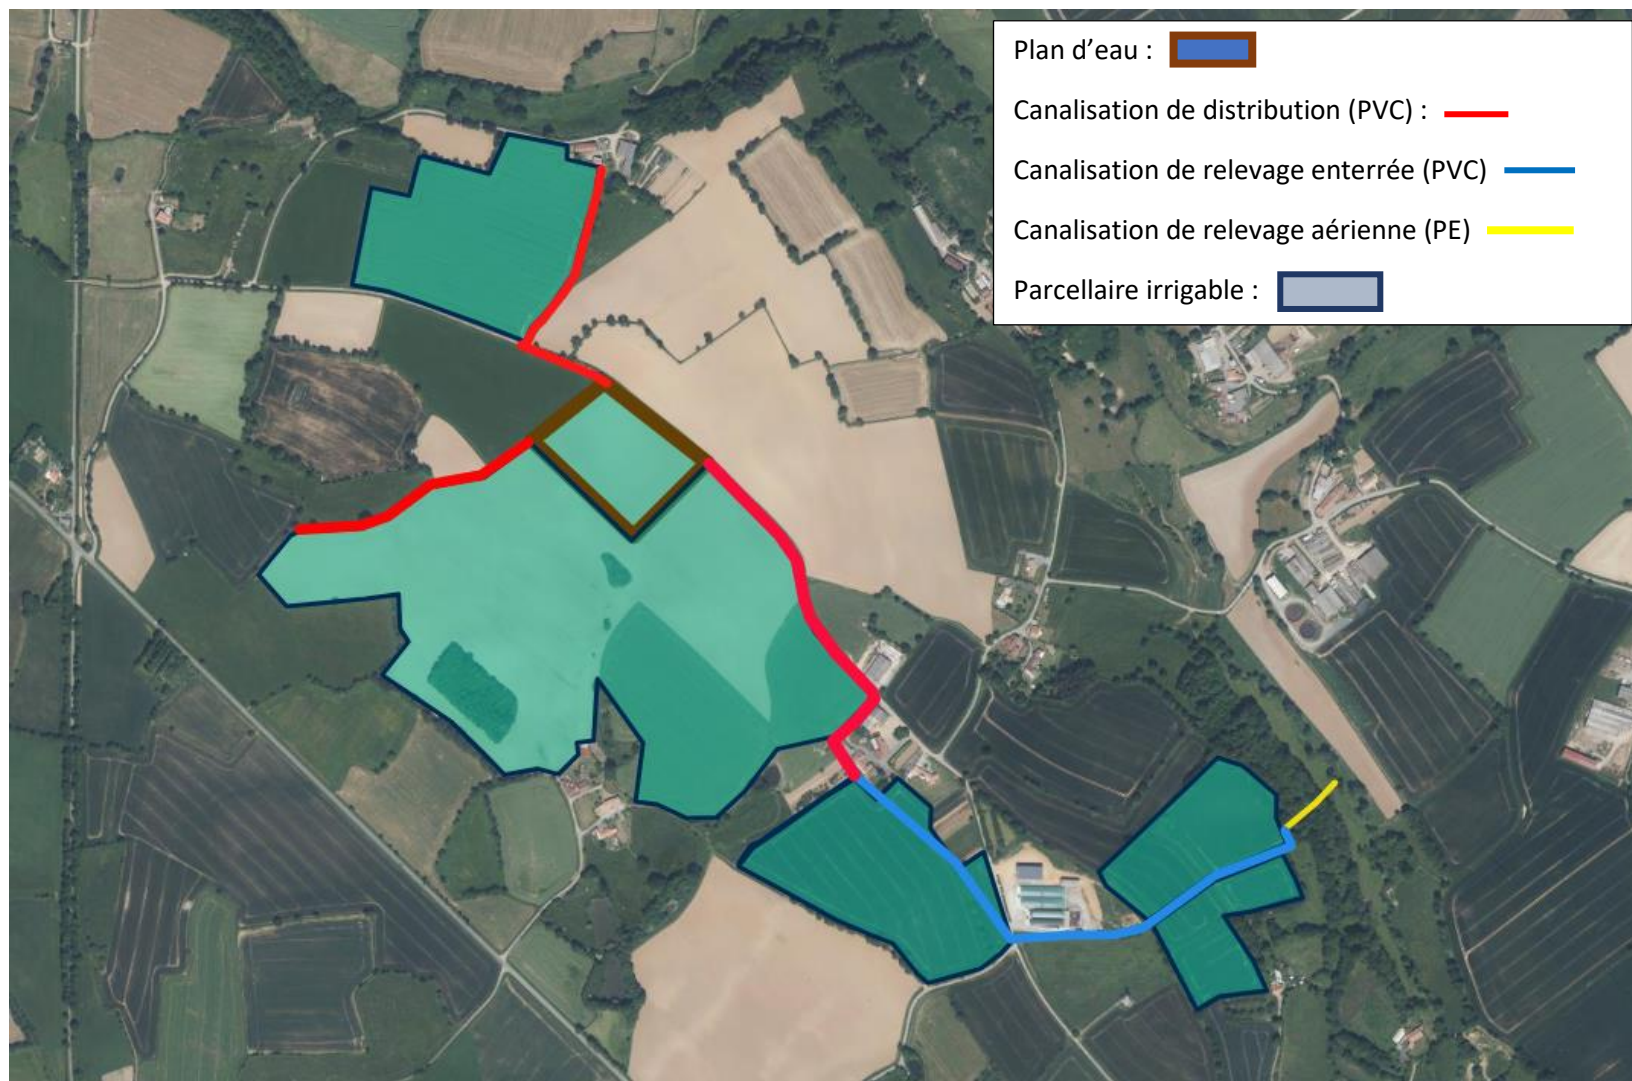 Plan d’eau :
Canalisation de distribution (PVC) :
Canalisation de relevage enterrée (PVC)
Canalisation de relevage aérienne (PE)
Parcellaire irrigable :